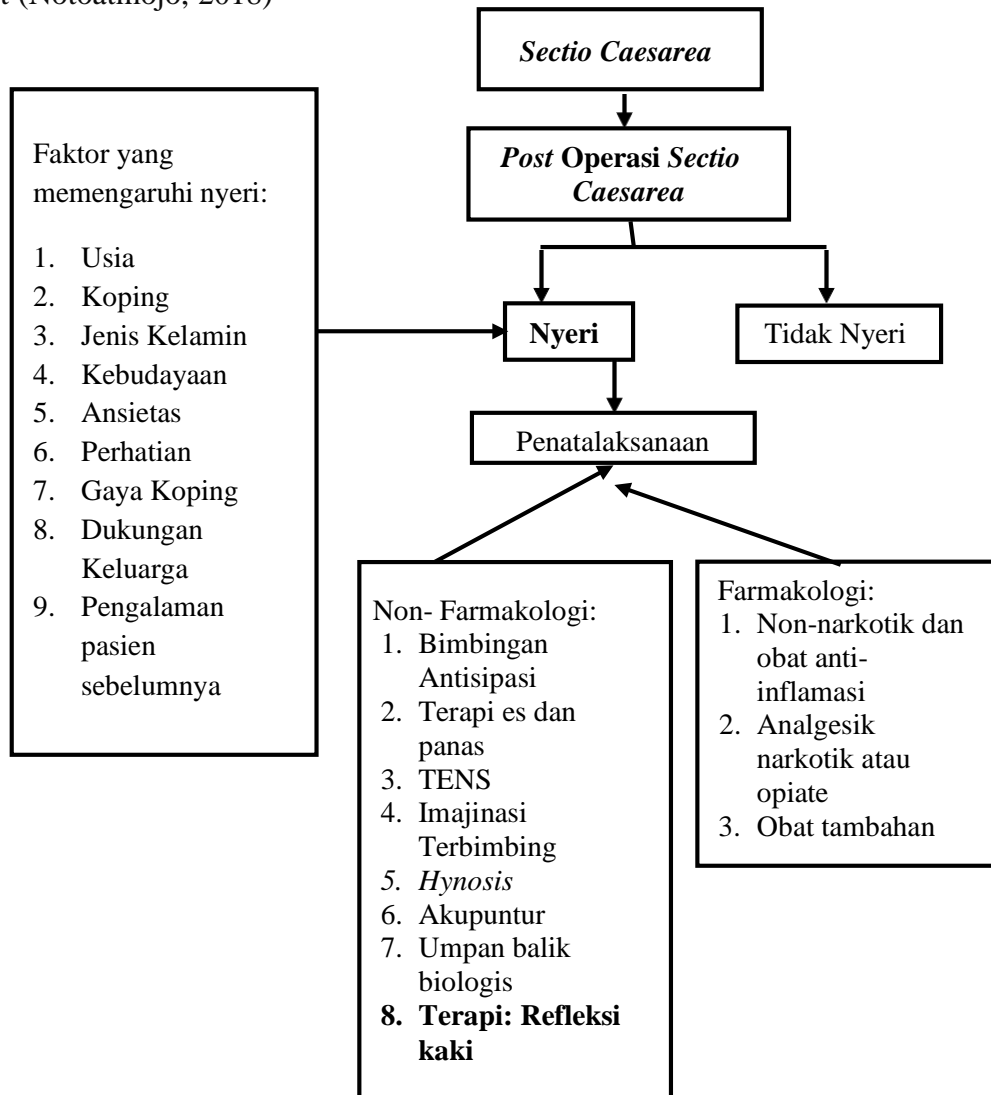 (Notoatmojo, 2018)
Sectio Caesarea
Post Operasi Sectio
Caesarea
Faktor yang
memengaruhi nyeri:
1. Usia
2. Koping
3. Jenis Kelamin
4. Kebudayaan
5. Ansietas
6. Perhatian
7. Gaya Koping
8. Dukungan
Keluarga
9. Pengalaman
pasien
sebelumnya
Nyeri
Tidak Nyeri
Penatalaksanaan
Non- Farmakologi:
1. Bimbingan
Antisipasi
2. Terapi es dan
panas
3. TENS
4. Imajinasi
Terbimbing
5. Hynosis
6. Akupuntur
7. Umpan balik
biologis
8. Terapi: Refleksi
kaki
Farmakologi:
1. Non-narkotik dan
obat anti-
inflamasi
2. Analgesik
narkotik atau
opiate
3. Obat tambahan